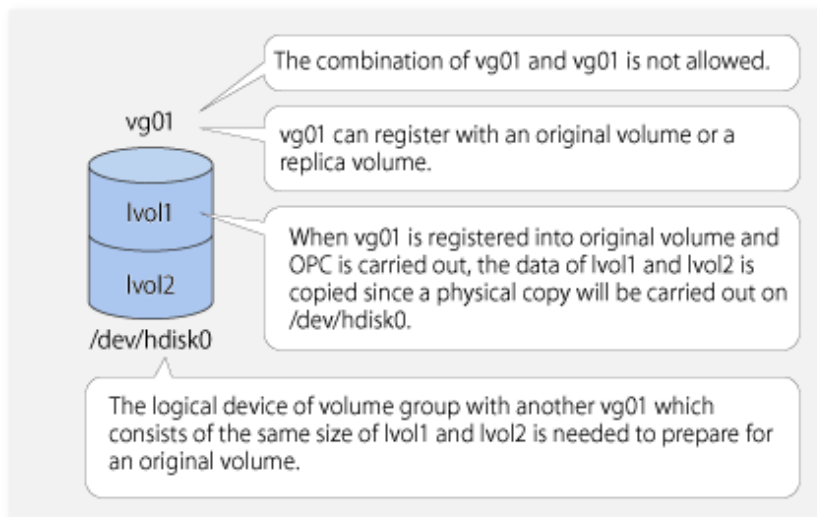 The combination of vg01 and vg01 is not allowed.
vg01
vg01 can register with an original volume or a
replica volume.
lvol1
When vg01 is registered into original volume and
OPC is carried out, the data of lvol1 and lvol2 is
copied since a physical copy will be carried out on
/dev/hdisk0.
lvol2
/dev/hdisk0
The logical device of volume group with another vg01 which
consists of the same size of lvol1 and lvol2 is needed to prepare for
an original volume.